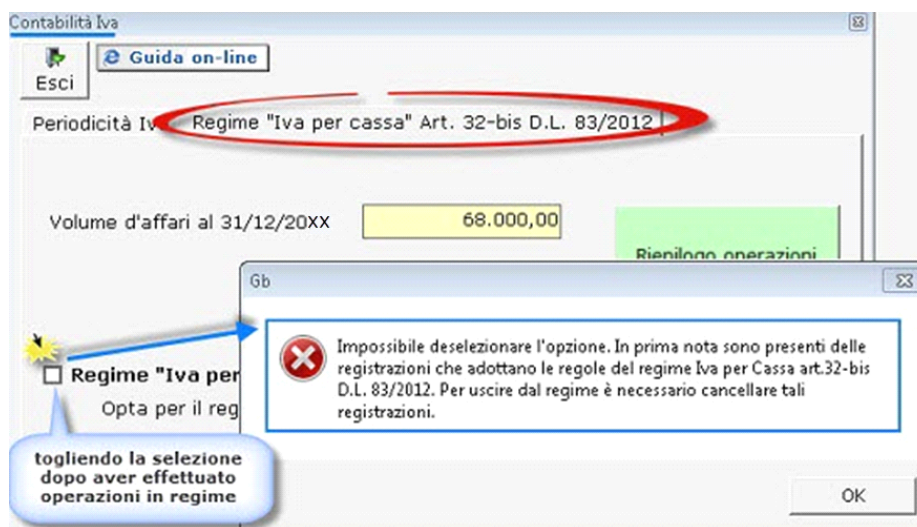 Contabilità Iva
Esci
Guida on-line
Periodicità Iv
Regime "Iva per cassa" Art. 32-bis D.L. 83/2012
Volume d'affari al 31/12/20XX
68.000,00
Riepilogo operazioni
Gb
Impossibile deselezionare l'opzione. In prima nota sono presenti delle
registrazioni che adottano le regole del regime Iva per Cassa art.32-bis
D.L. 83/2012. Per uscire dal regime è necessario cancellare tali
registrazioni.
Regime "Iva per
Opta per il reg
togliendo la selezione
dopo aver effettuato
operazioni in regime
OK